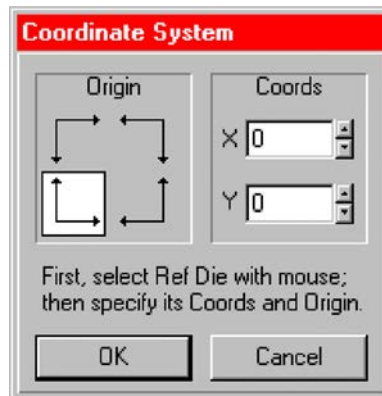 Coordinate System
Origin
Coords
X 0
Y 0
First, select Ref Die with mouse;
then specify its Coords and Origin.
OK
Cancel